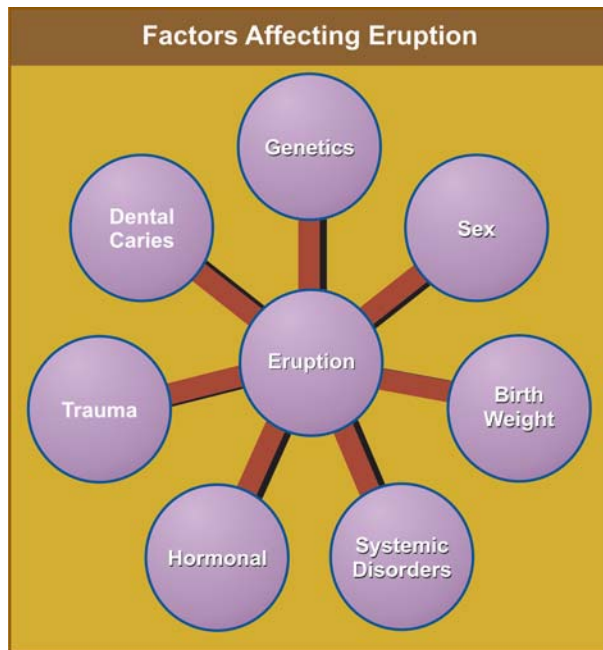 Factors Affecting Eruption
Genetics
Dental
Caries
Sex
Eruption
Trauma
Birth
Weight
Hormonal
Systemic
Disorders